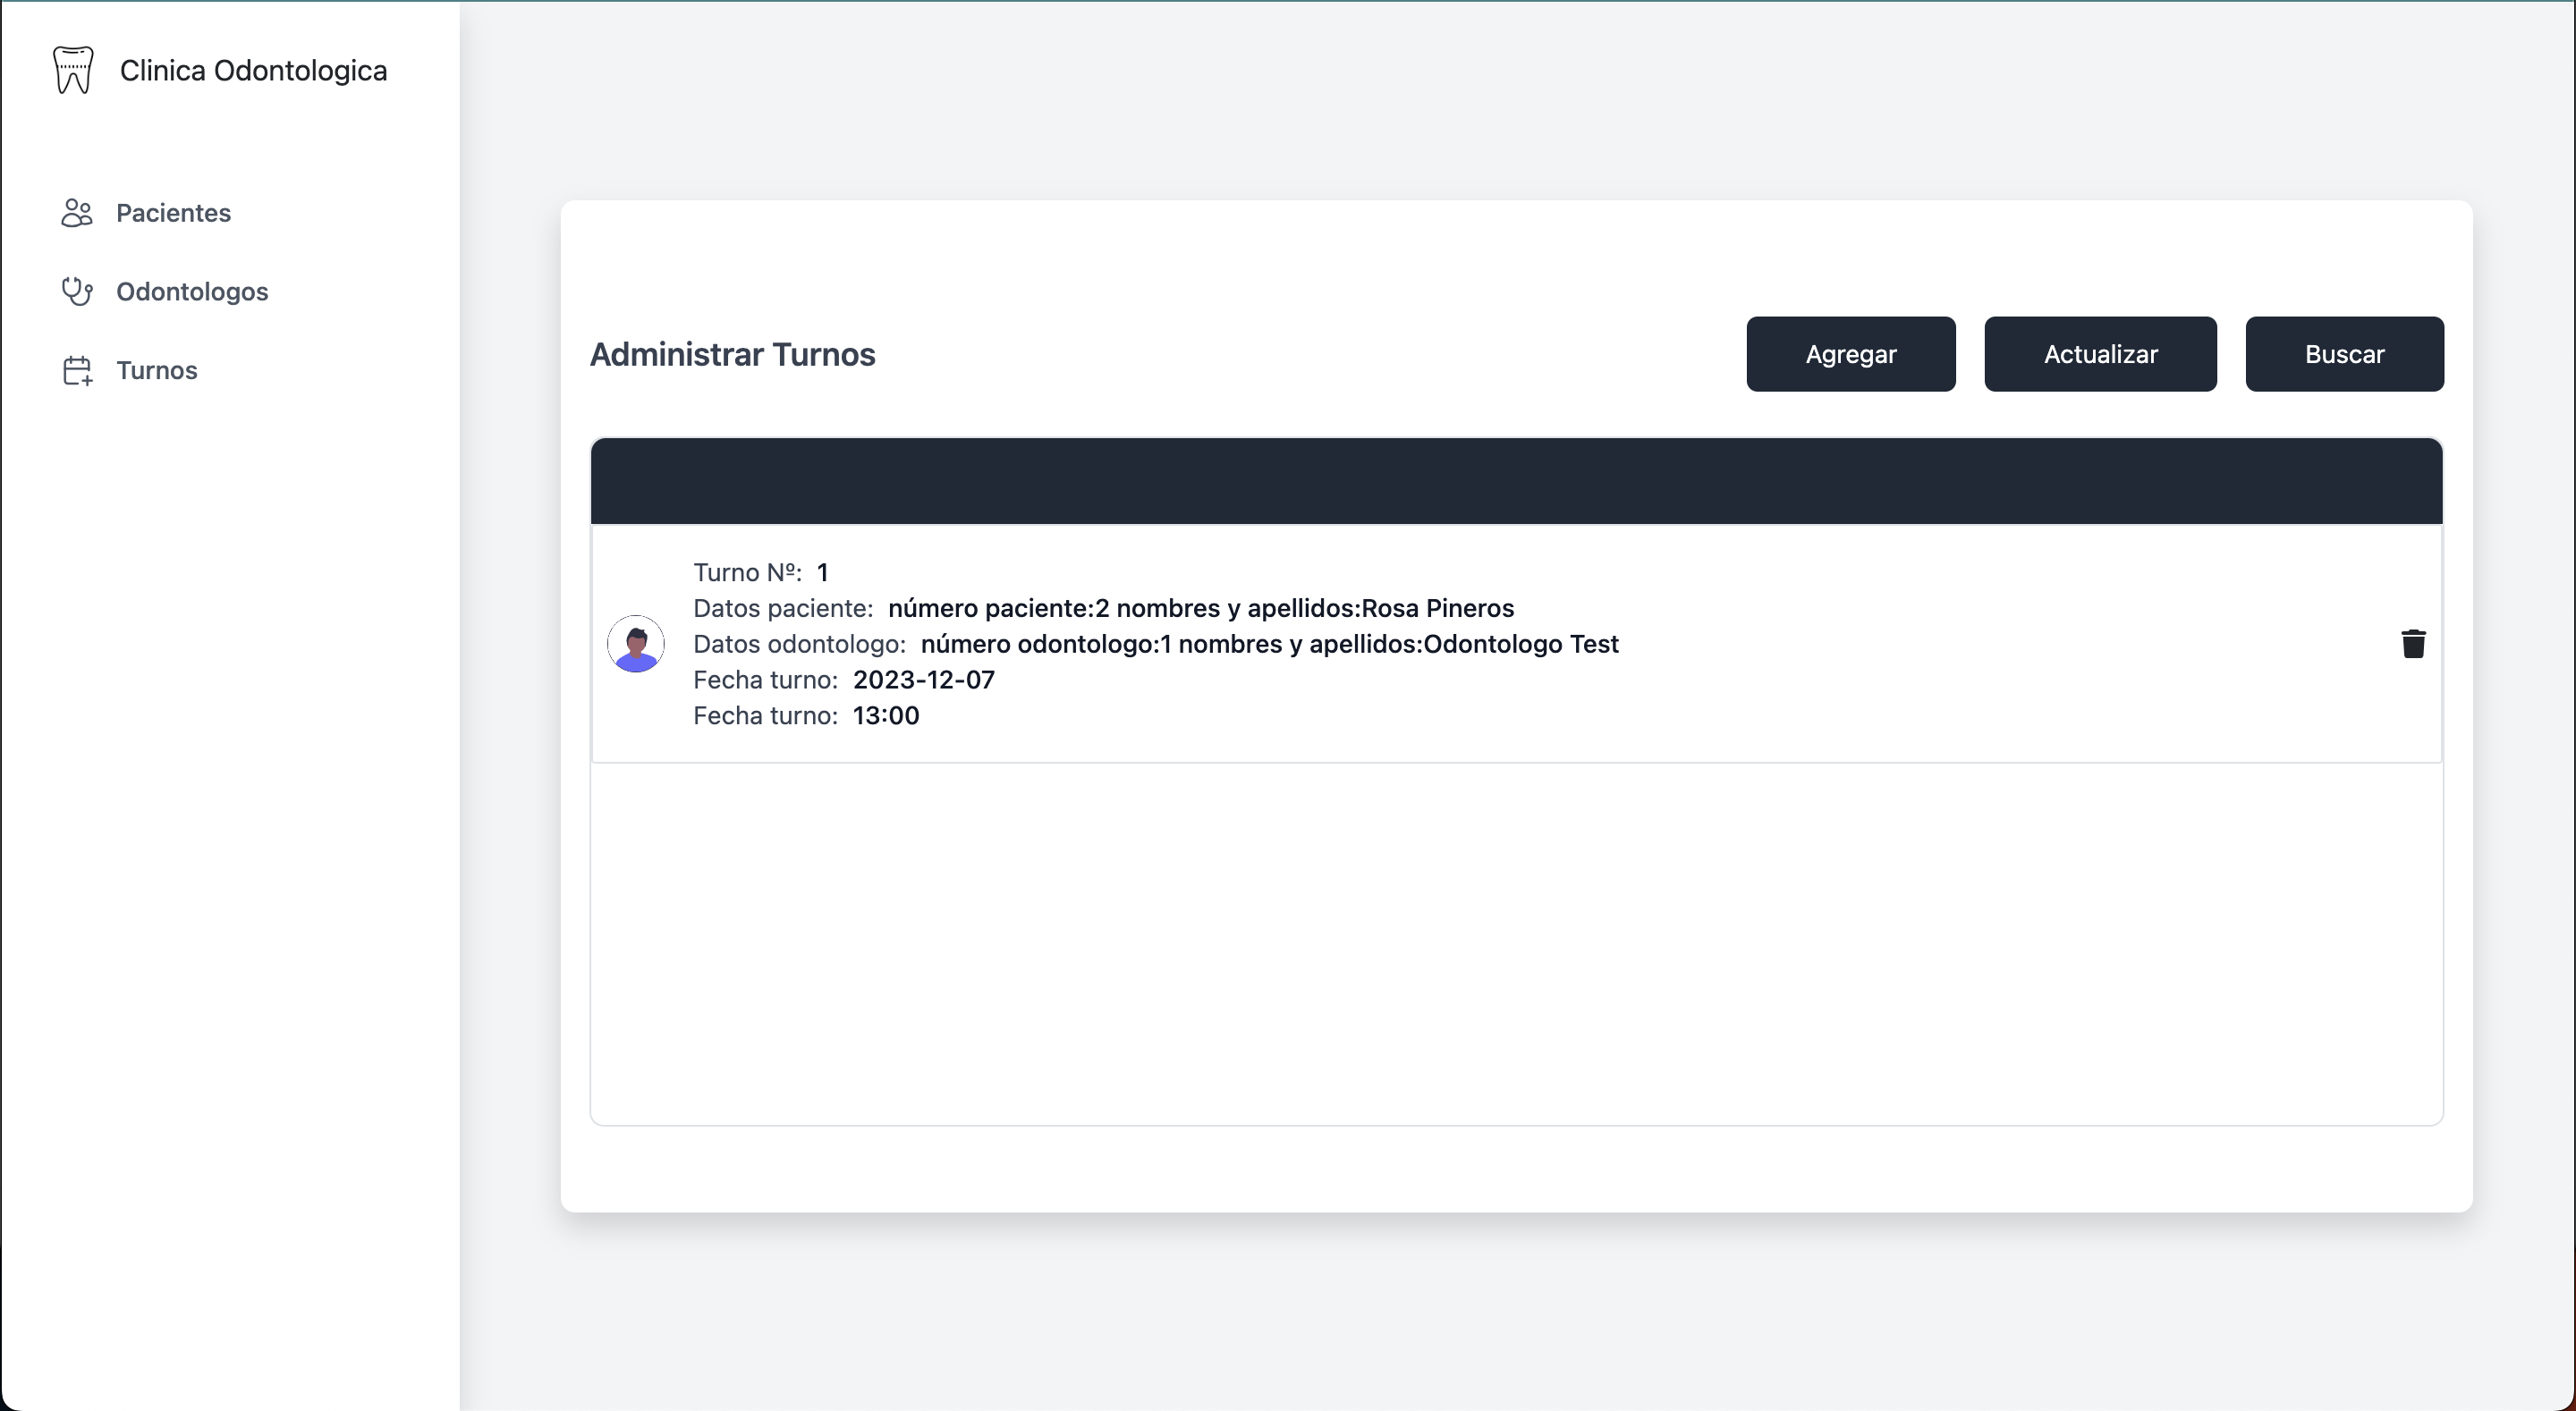 Clinica Odontologica
Pacientes
Odontologos
Turnos
Administrar Turnos
Agregar
Actualizar
Buscar
Turno Nº: 1
Datos paciente: número paciente:2 nombres y apellidos:Rosa Pineros
Datos odontologo: número odontologo:1 nombres y apellidos:Odontologo Test
Fecha turno: 2023-12-07
Fecha turno: 13:00